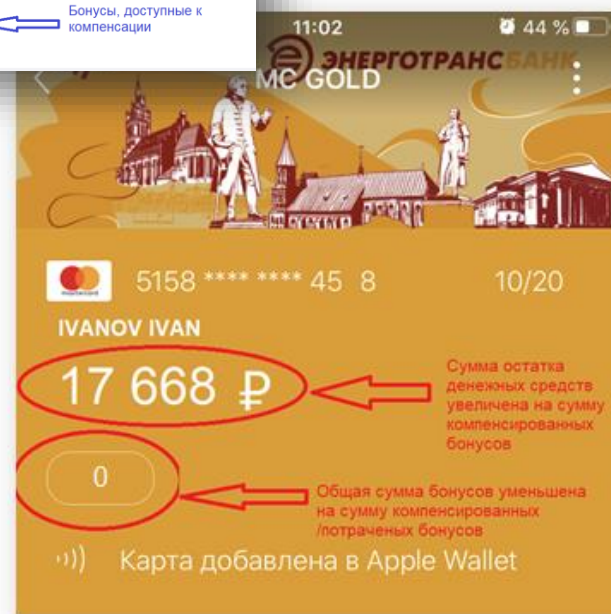 Бонусы, доступные к
компенсации
11:02
44 %
ЭНЕРГОТРАНСБАНК
MC GOLD
mastercard
5158 **** **** 45 8
10/20
IVANOV IVAN
17 668 ₽
Сумма остатка
денежных средств
увеличена на сумму
компенсированных
бонусов
0
Общая сумма бонусов уменьшена
на сумму компенсированных
/потраченых бонусов
Карта добавлена в Apple Wallet